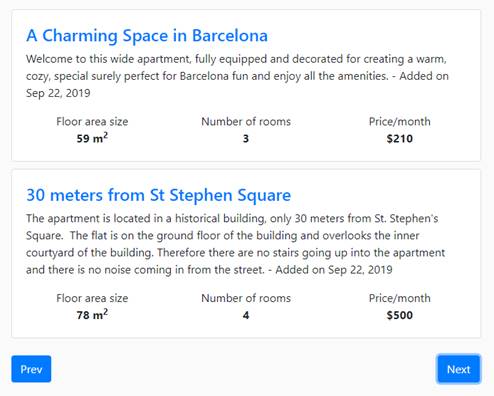 A Charming Space in Barcelona
Welcome to this wide apartment, fully equipped and decorated for creating a warm,
cozy, special surely perfect for Barcelona fun and enjoy all the amenities. - Added on
Sep 22, 2019
Floor area size Number of rooms Price/month
59 m² 3 $210
30 meters from St Stephen Square
The apartment is located in a historical building, only 30 meters from St. Stephen's
Square. The flat is on the ground floor of the building and overlooks the inner
courtyard of the building. Therefore there are no stairs going up into the apartment
and there is no noise coming in from the street. - Added on Sep 22, 2019
Floor area size Number of rooms Price/month
78 m² 4 $500
Prev Next